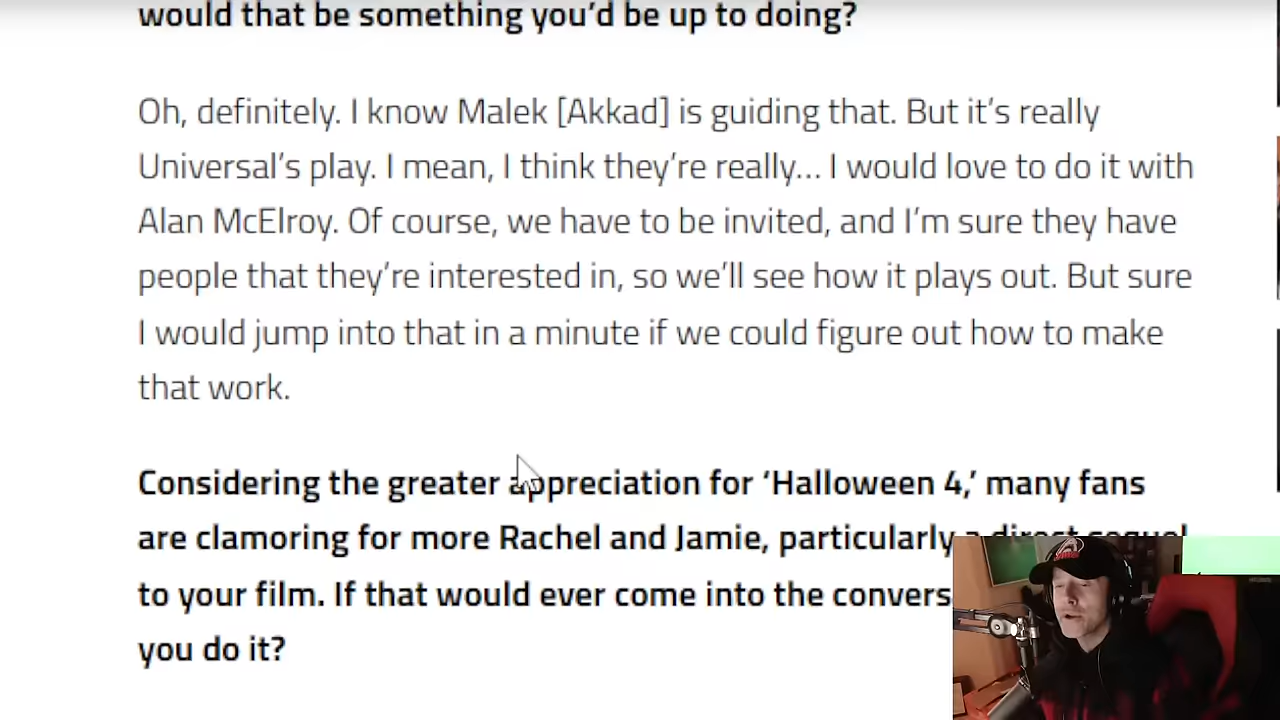 would that be something you'd be up to doing?
Oh, definitely. I know Malek [Akkad] is guiding that. But it's really
Universal's play. I mean, I think they're really… I would love to do it with
Alan McElroy. Of course, we have to be invited, and I'm sure they have
people that they're interested in, so we'll see how it plays out. But sure
I would jump into that in a minute if we could figure out how to make
that work.
Considering the greater appreciation for ‘Halloween 4,’ many fans
are clamoring for more Rachel and Jamie, particularly a direct sequel
to your film. If that would ever come into the convers
you do it?